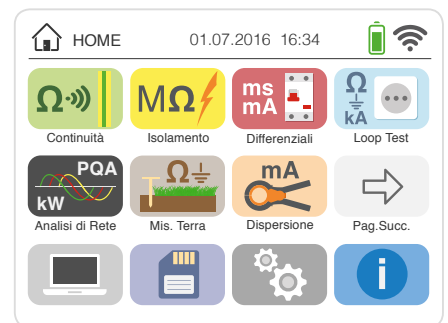 HOME 01.07.2016 16:34
Ω MΩ ms mA Ω kA
Continuità Isolamento Differenziali Loop Test
PQA kW Ω mA
Analisi di Rete Mis. Terra Dispersione Pag.Succ.
i